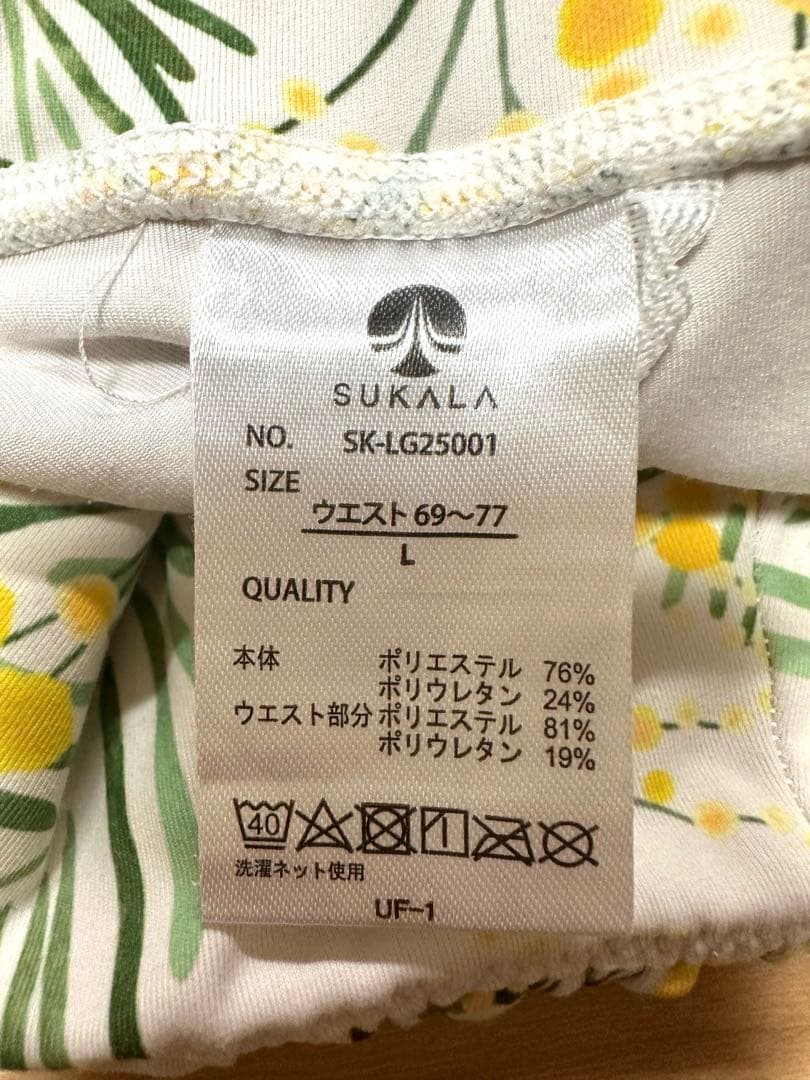 SUKALA
NO. SK-LG25001
SIZE
ウエスト 69〜77
L
QUALITY
本体 ポリエステル 76%
ポリウレタン 24%
ウエスト部分 ポリエステル 81%
ポリウレタン 19%
40
洗濯ネット使用
UF-1